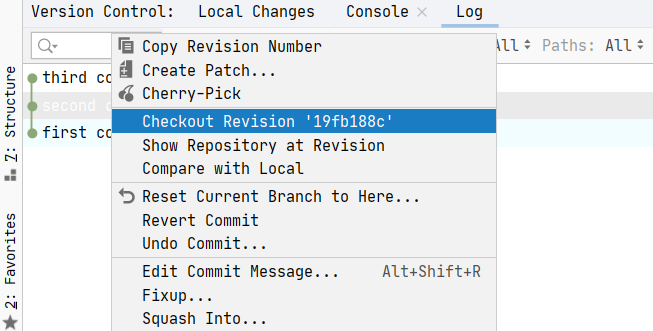 Version Control: Local Changes Console × Log
All Paths: All
Copy Revision Number
Create Patch...
third co
Cherry-Pick
second c
Checkout Revision '19fb188c'
first co
Show Repository at Revision
Compare with Local
Reset Current Branch to Here...
Revert Commit
Undo Commit...
Edit Commit Message... Alt+Shift+R
Fixup...
Squash Into...
7: Structure
2: Favorites